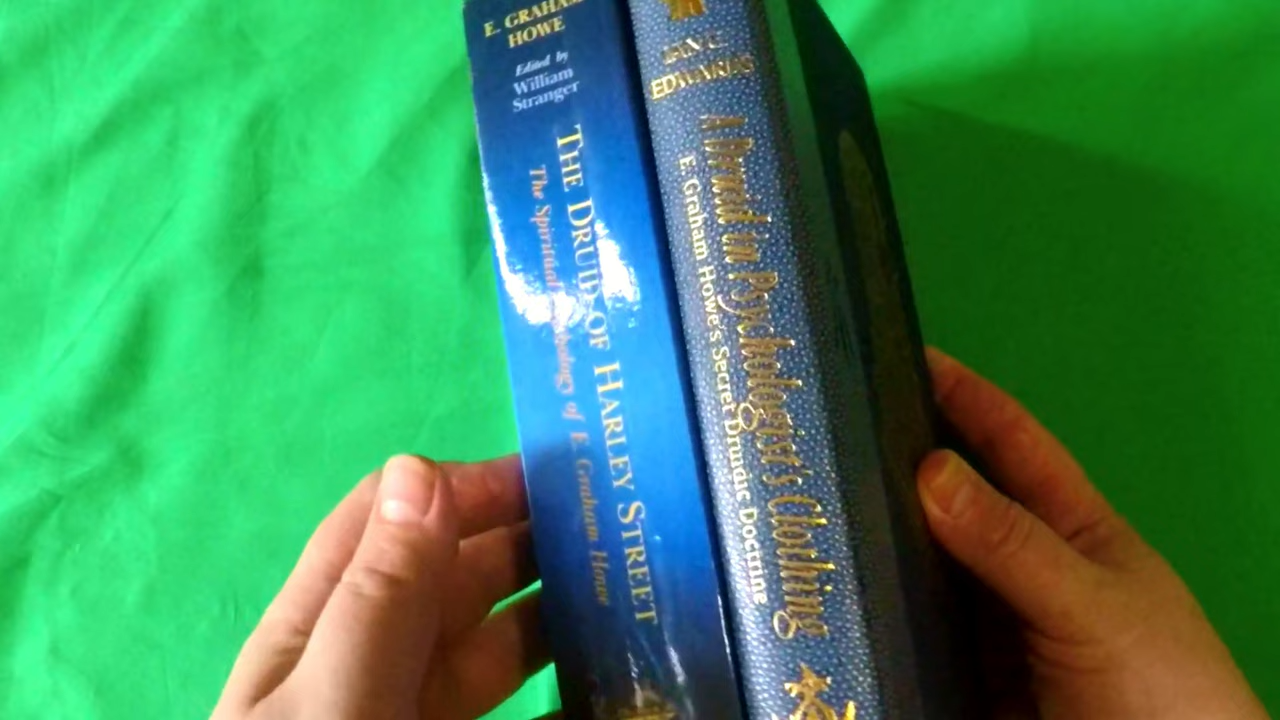 E. GRAHAM
HOWE
Edited by
William
Stranger
THE DRUID OF HARLEY STREET
The Spiritual Psychology of E. Graham Howe
IAN C.
EDWARDS
A Druid in Psychologist's Clothing
E. Graham Howe's Secret Druidic Doctrine